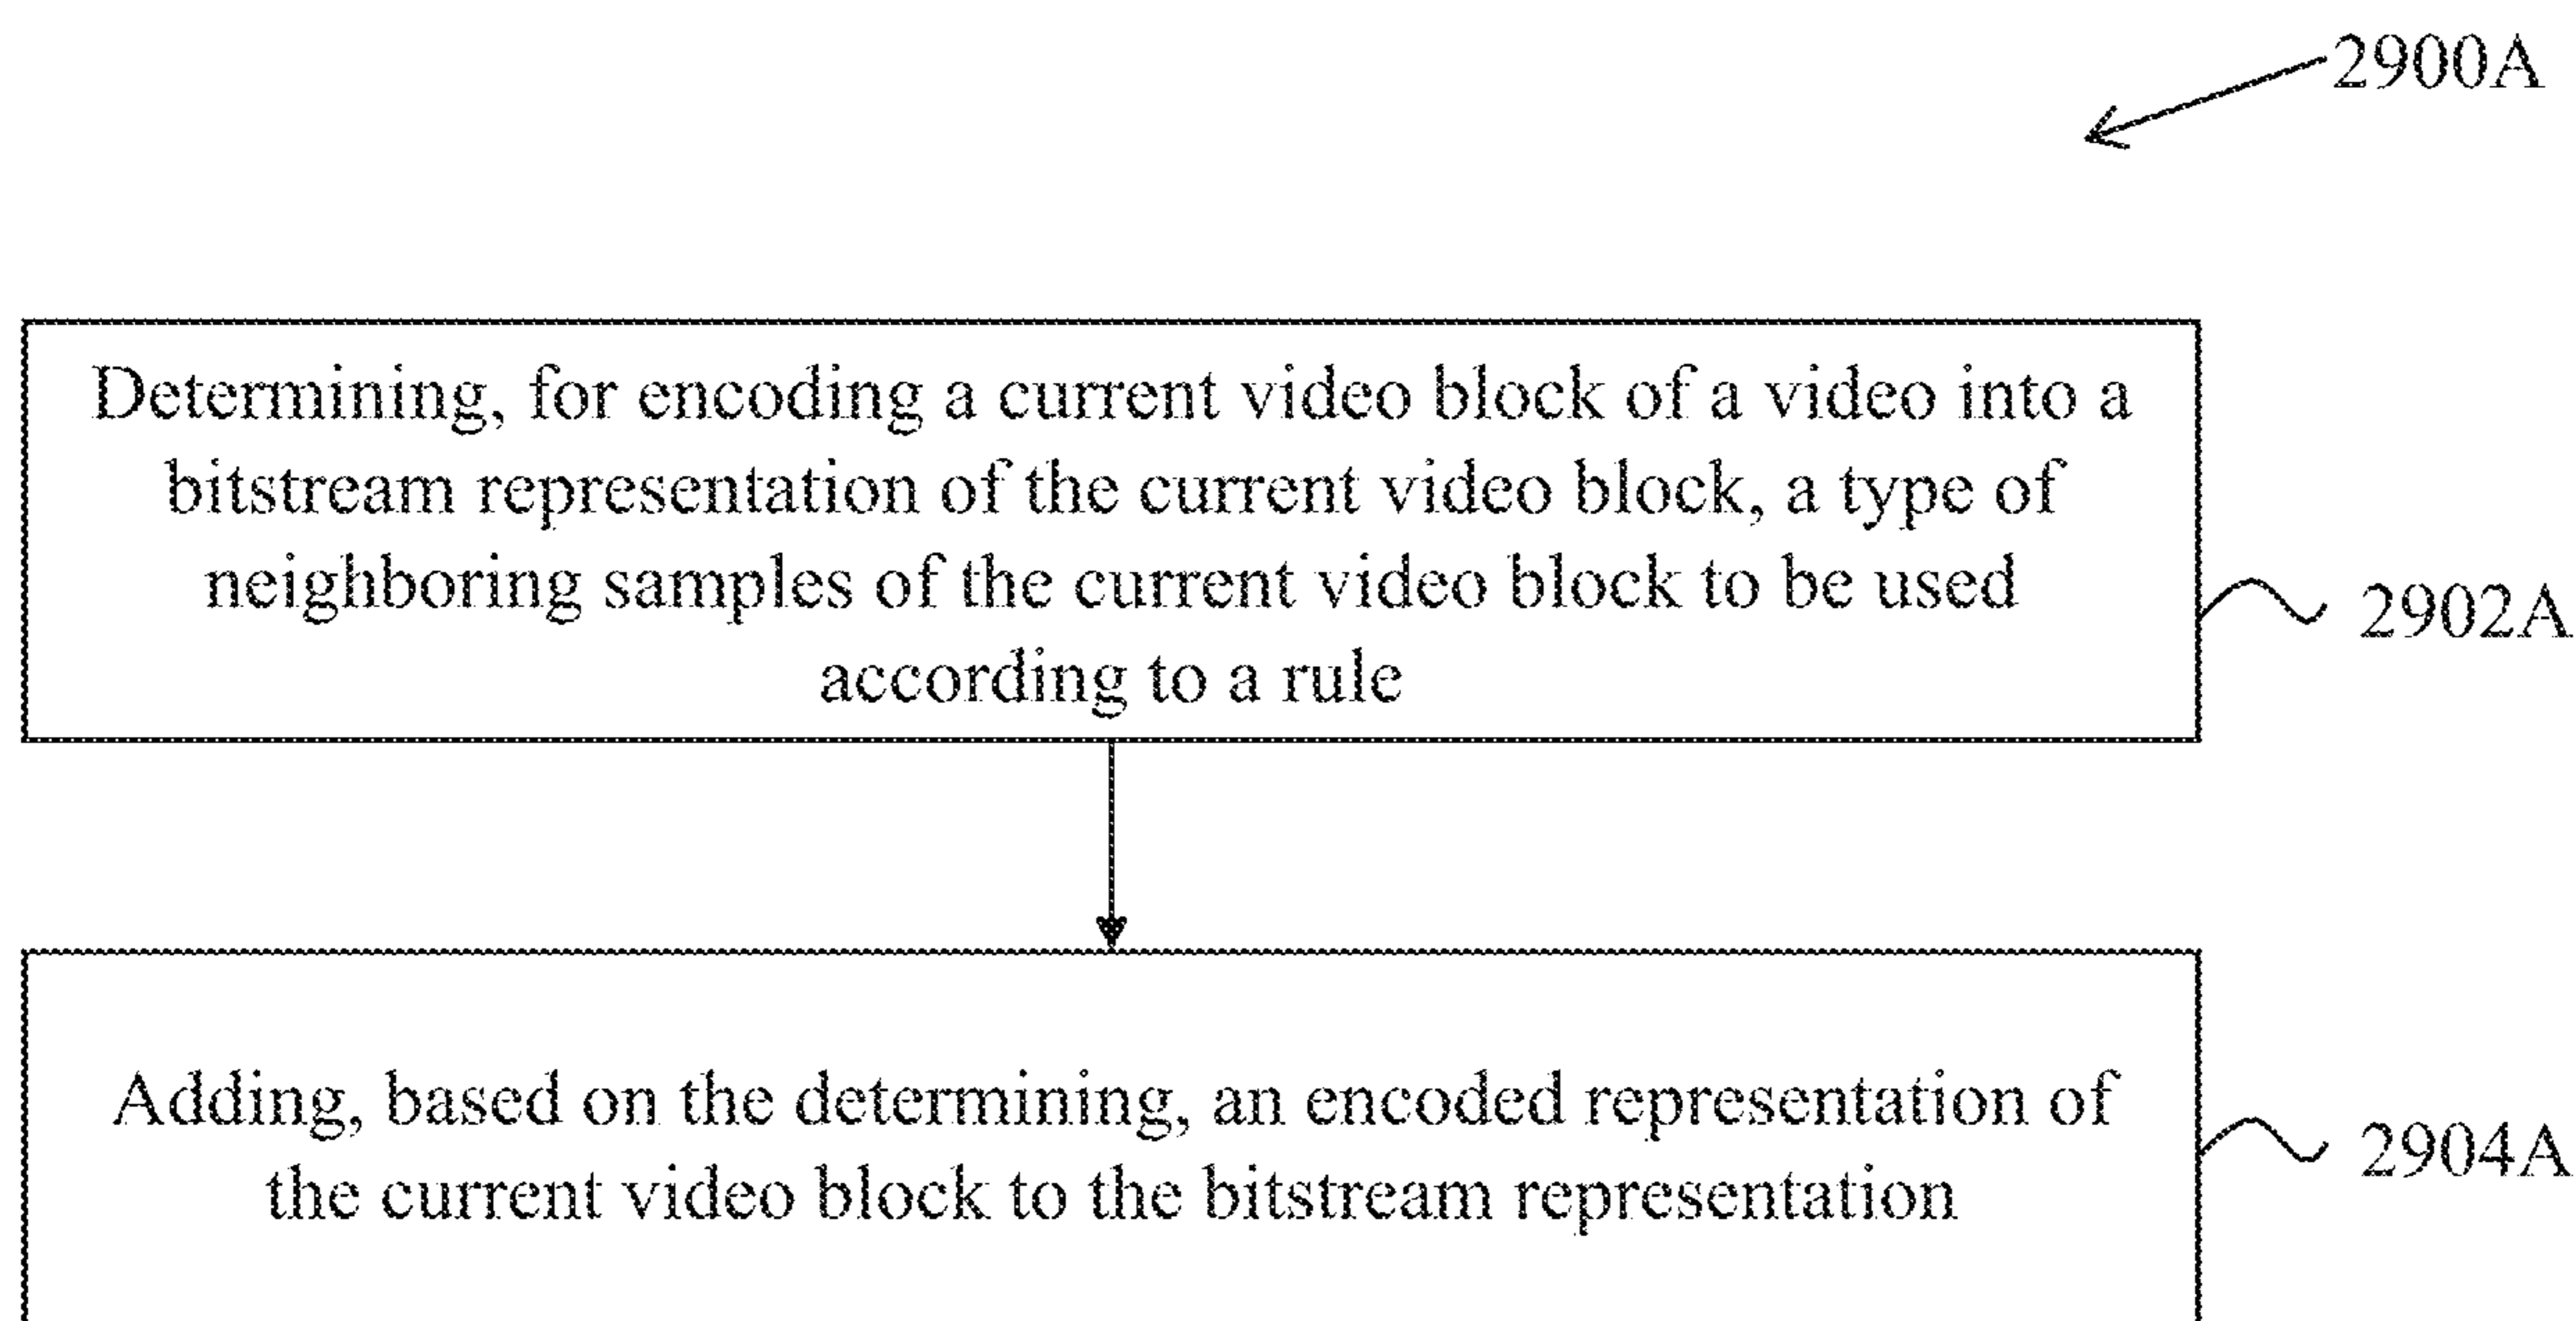 2900A
Determining, for encoding a current video block of a video into a
bitstream representation of the current video block, a type of
neighboring samples of the current video block to be used
according to a rule
2902A
Adding, based on the determining, an encoded representation of
the current video block to the bitstream representation
2904A